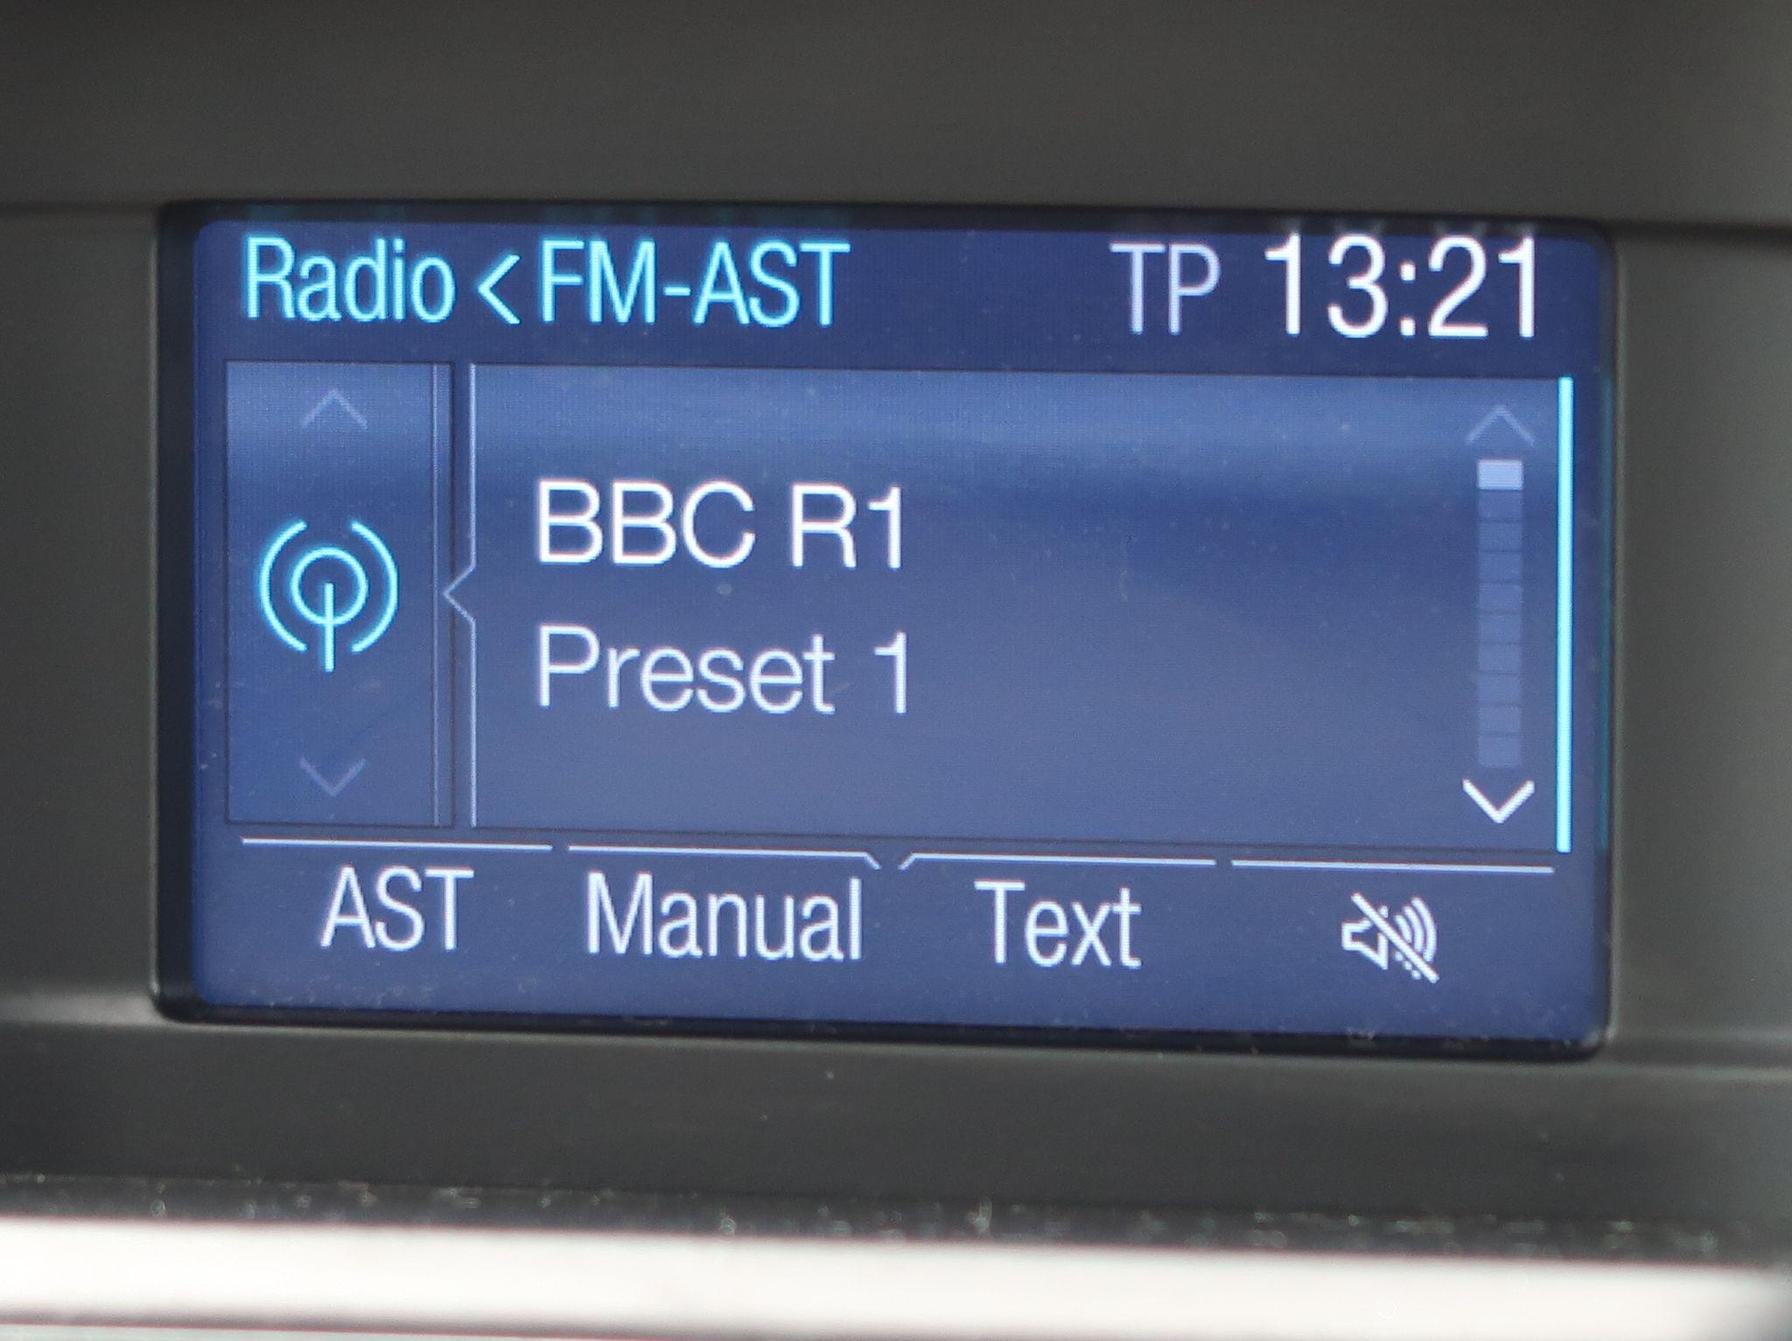 Radio < FM-AST TP 13:21
BBC R1
Preset 1
AST Manual Text